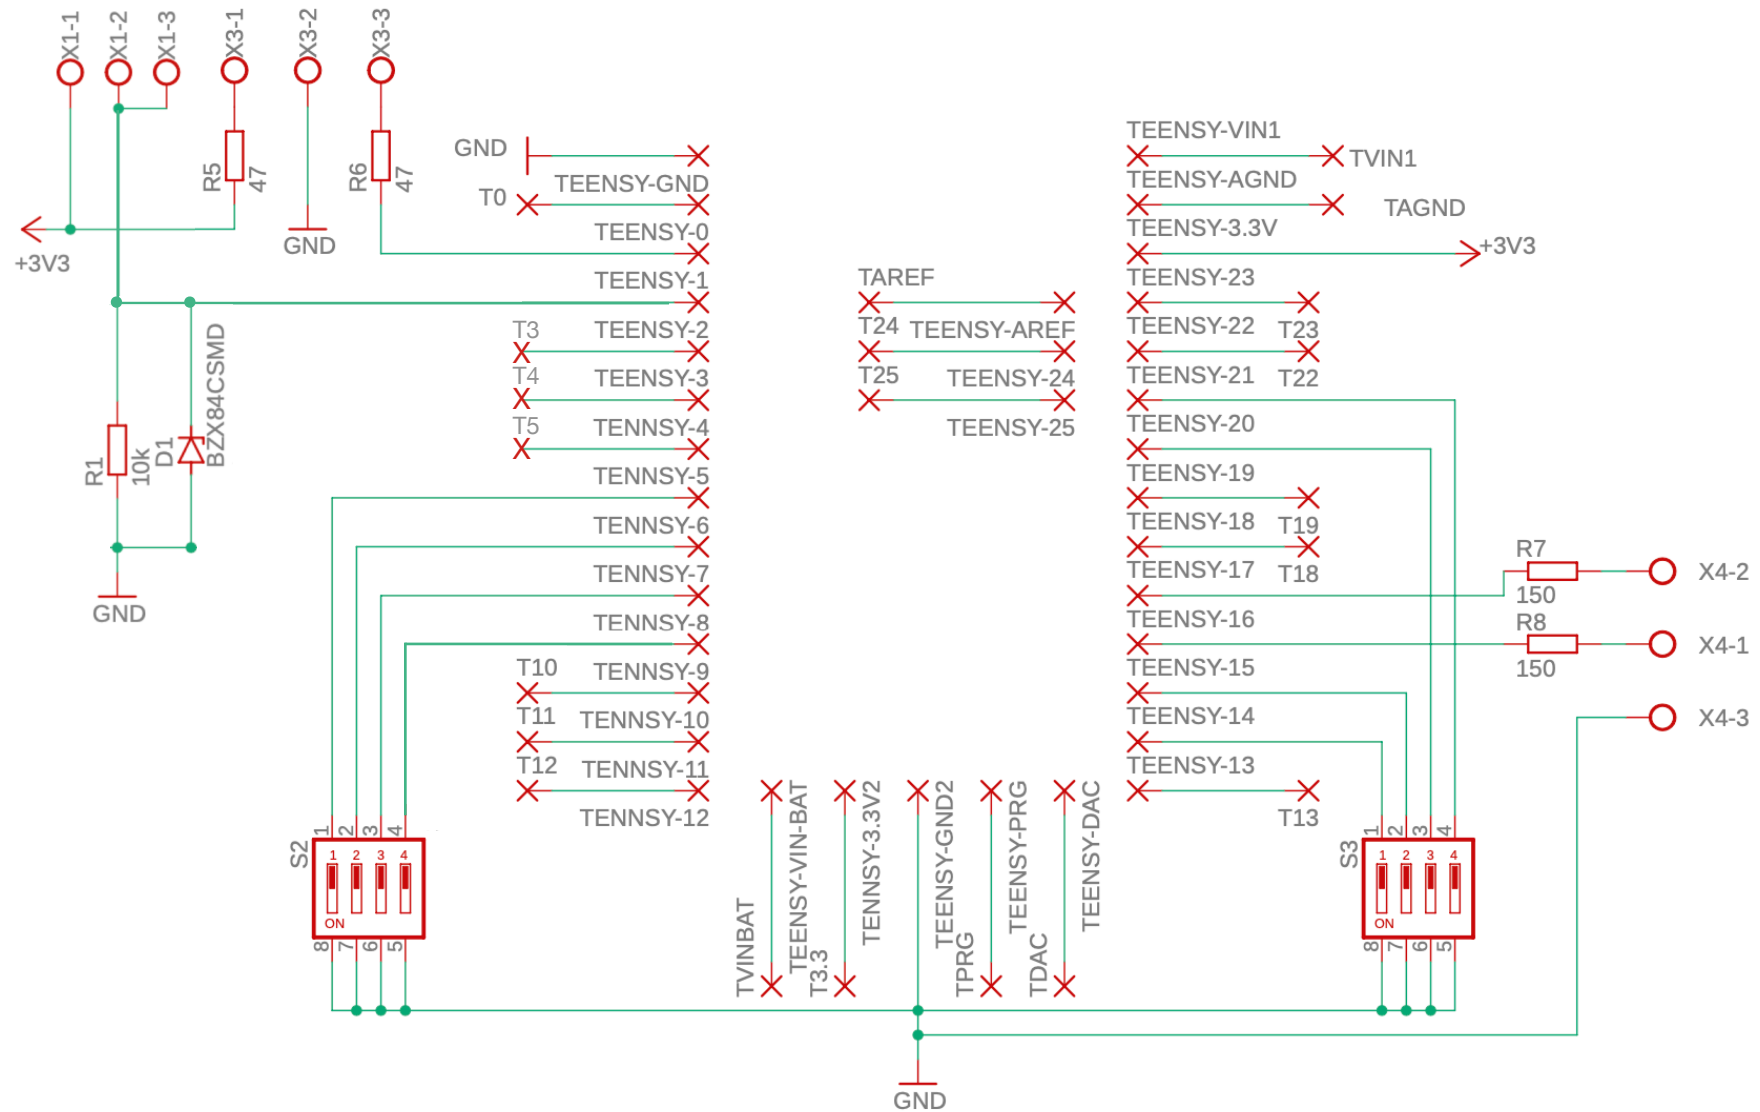 X1-1
X1-2
X1-3
X3-1
X3-2
X3-3
R5
47
R6
47
+3V3
GND
R1
10k
D1
BZX84CSMD
GND
GND
TEENSY-GND
T0
TEENSY-0
TEENSY-1
TEENSY-2
T3
TEENSY-3
T4
TENNSY-4
T5
TENNSY-5
TENNSY-6
TENNSY-7
TENNSY-8
TENNSY-9
T10
TENNSY-10
T11
TENNSY-11
T12
TENNSY-12
TAREF
TEENSY-AREF
T24
TEENSY-24
T25
TEENSY-25
TEENSY-VIN1
TVIN1
TEENSY-AGND
TAGND
TEENSY-3.3V
+3V3
TEENSY-23
T23
TEENSY-22
T22
TEENSY-21
TEENSY-20
TEENSY-19
T19
TEENSY-18
T18
TEENSY-17
TEENSY-16
TEENSY-15
TEENSY-14
TEENSY-13
T13
R7
150
X4-2
R8
150
X4-1
X4-3
S2
1 2 3 4
1 2 3 4
ON
8 7 6 5
TVINBAT
TEENSY-VIN-BAT
T3.3
TENNSY-3.3V2
TEENSY-GND2
TPRG
TEENSY-PRG
TDAC
TEENSY-DAC
S3
1 2 3 4
1 2 3 4
ON
8 7 6 5
GND